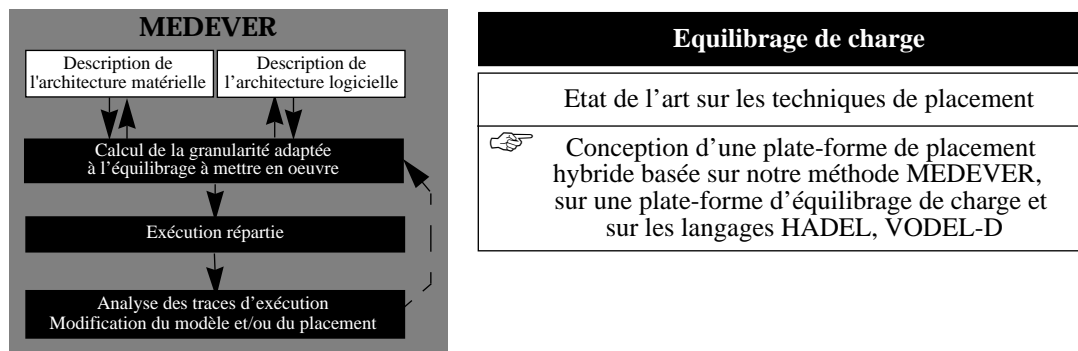 MEDEVER
Description de
l'architecture matérielle
Description de
l’architecture logicielle
Calcul de la granularité adaptée
à l’équilibrage à mettre en oeuvre
Exécution répartie
Analyse des traces d’exécution
Modification du modèle et/ou du placement
Equilibrage de charge
Etat de l’art sur les techniques de placement
Conception d’une plate-forme de placement
hybride basée sur notre méthode MEDEVER,
sur une plate-forme d’équilibrage de charge et
sur les langages HADEL, VODEL-D